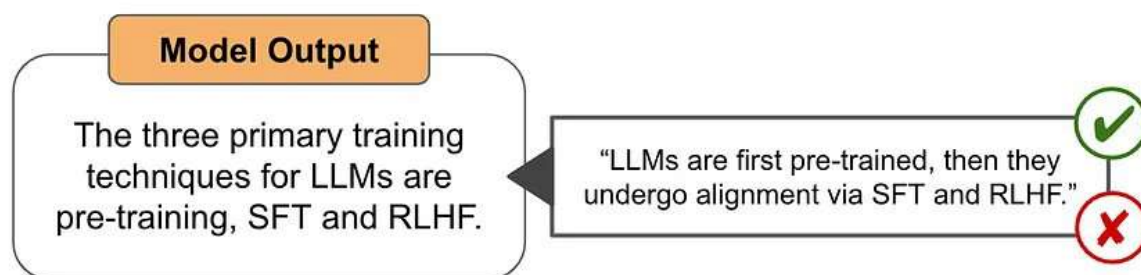 Model Output
The three primary training
techniques for LLMs are
pre-training, SFT and RLHF.
“LLMs are first pre-trained, then they
undergo alignment via SFT and RLHF.”